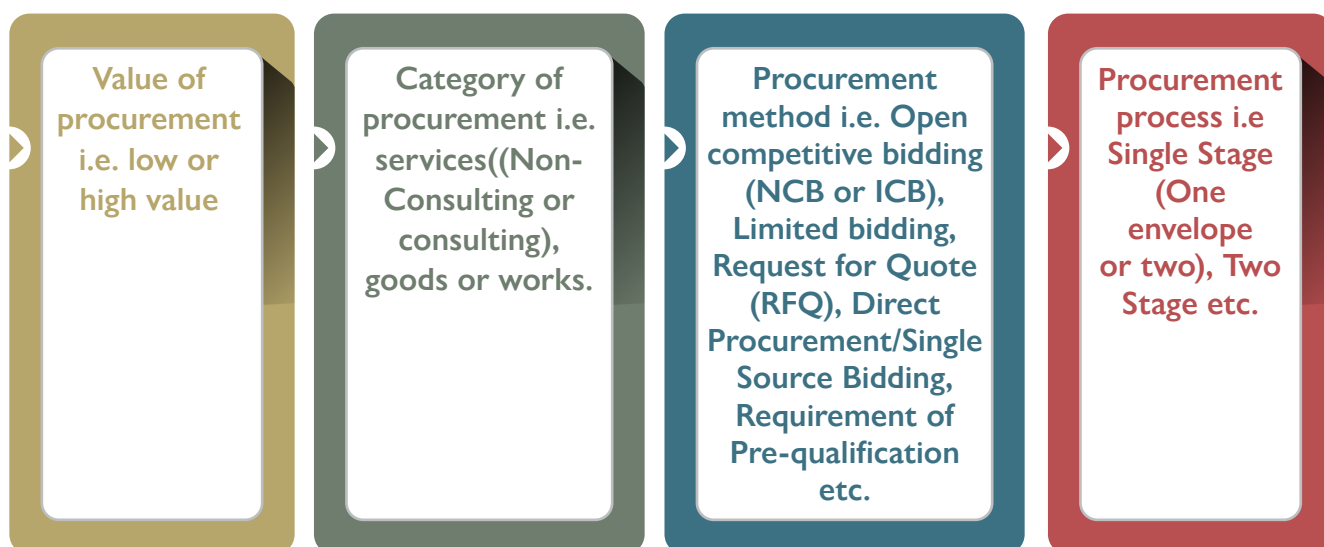 Value of
procurement
i.e. low or
high value
Category of
procurement i.e.
services((Non-
Consulting or
consulting),
goods or works.
Procurement
method i.e. Open
competitive bidding
(NCB or ICB),
Limited bidding,
Request for Quote
(RFQ), Direct
Procurement/Single
Source Bidding,
Requirement of
Pre-qualification
etc.
Procurement
process i.e
Single Stage
(One
envelope
or two), Two
Stage etc.